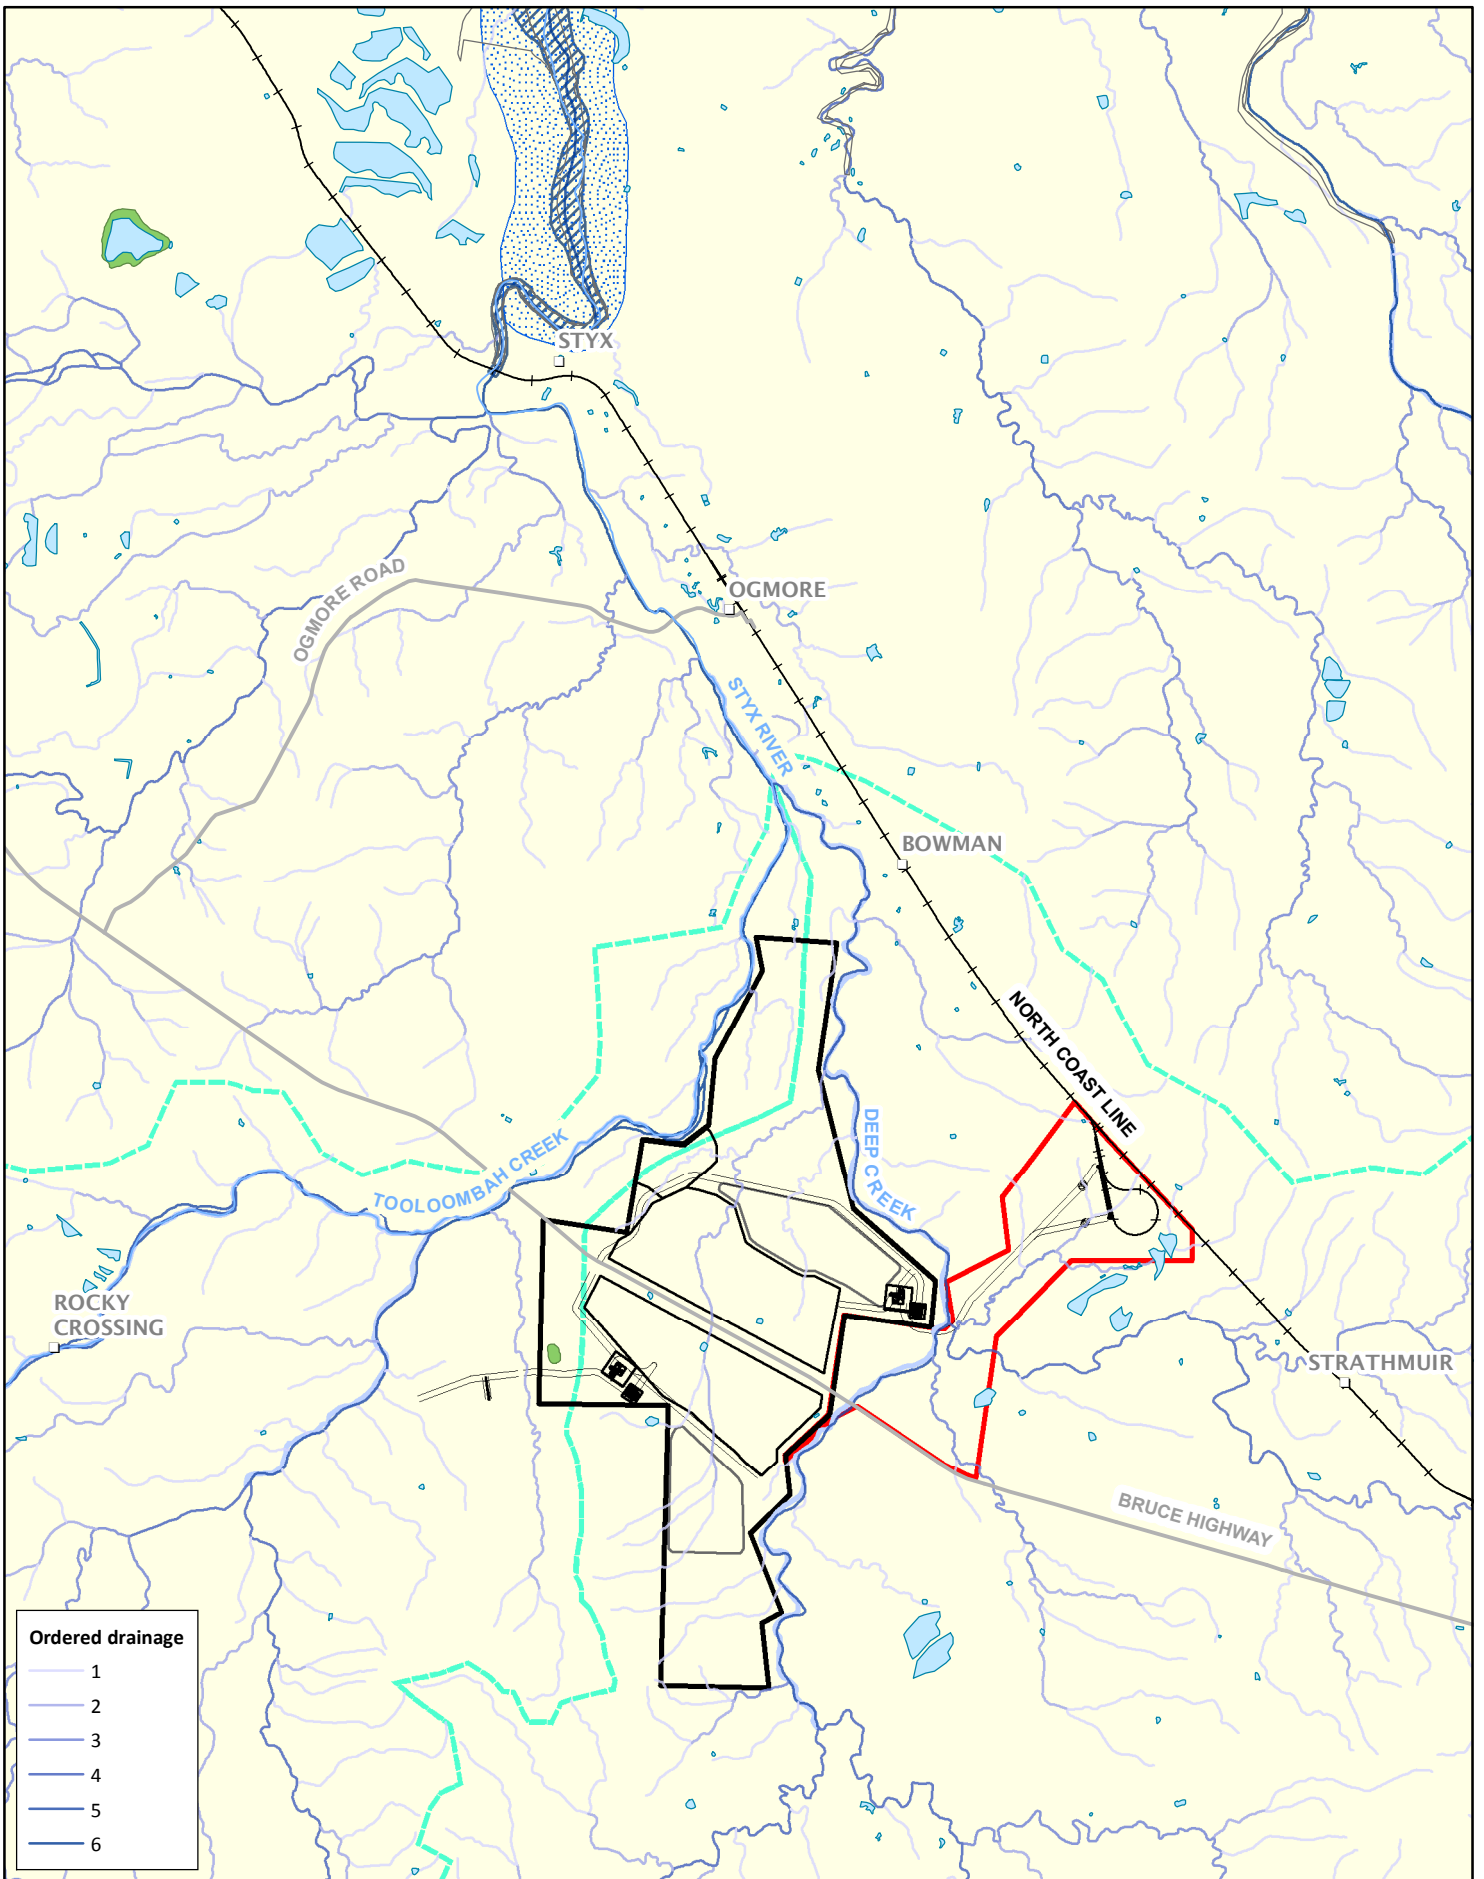 STYX
OGMORE ROAD
OGMORE
STYX RIVER
BOWMAN
NORTH COAST LINE
DEEP CREEK
TOOLOOMBAH CREEK
ROCKY
CROSSING
STRATHMUIR
BRUCE HIGHWAY
Ordered drainage
1
2
3
4
5
6